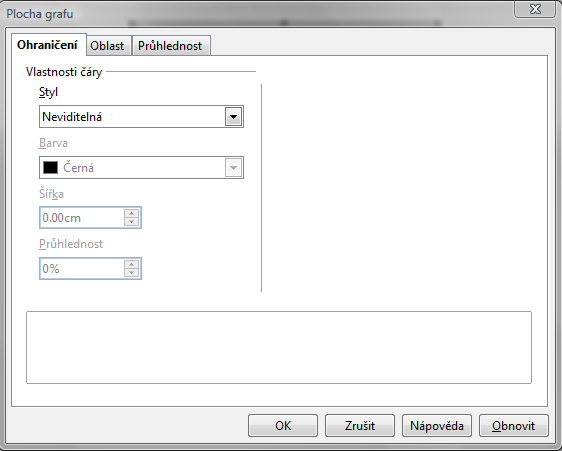 Plocha grafu
Ohraničení Oblast Průhlednost
Vlastnosti čáry
Styl
Neviditelná
Barva
Černá
Šířka
0.00cm
Průhlednost
0%
OK Zrušit Nápověda Obnovit